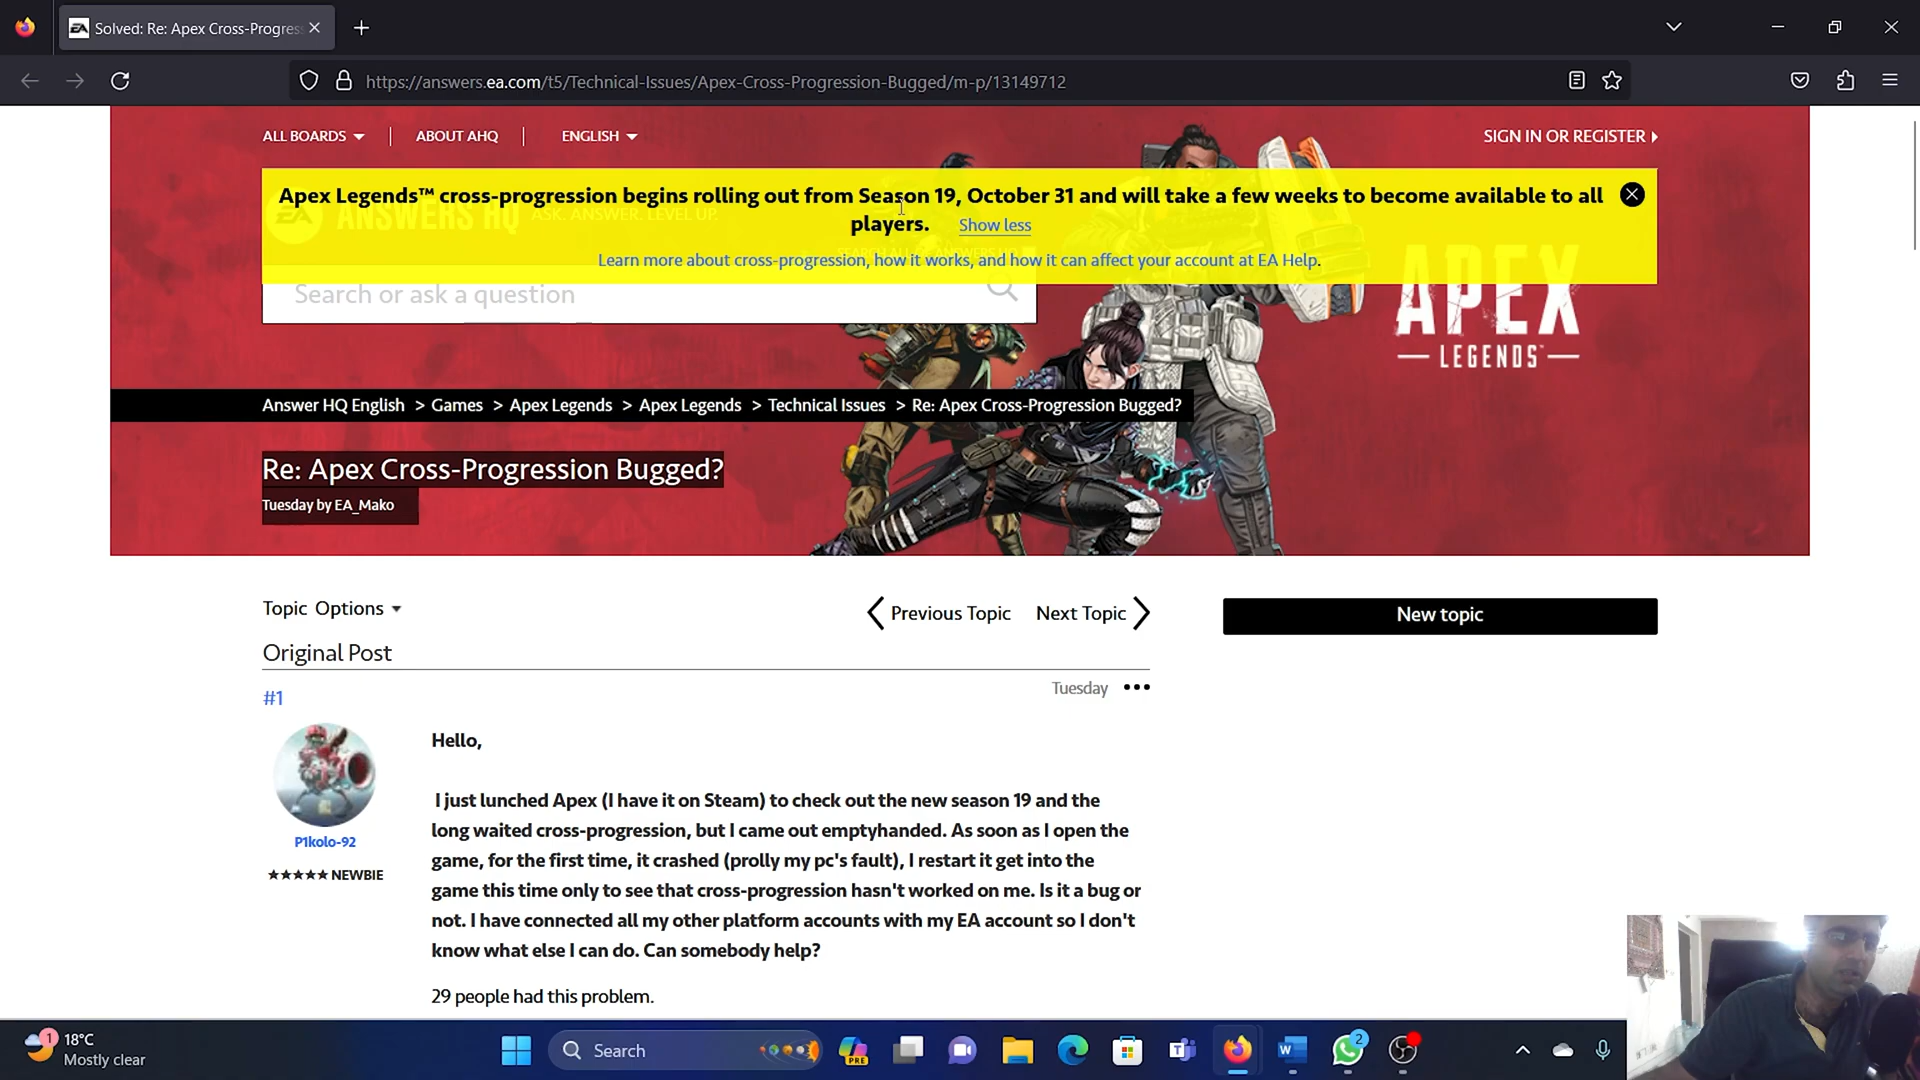 Solved: Re: Apex Cross-Progres
https://answers.ea.com/t5/Technical-Issues/Apex-Cross-Progression-Bugged/m-p/13149712
ALL BOARDS
ABOUT AHQ
ENGLISH
SIGN IN OR REGISTER
Apex Legends™ cross-progression begins rolling out from Season 19, October 31 and will take a few weeks to become available to all
players. Show less
EA ANSWERS HQ ASK. ANSWER. LEVEL UP.
Learn more about cross-progression, how it works, and how it can affect your account at EA Help.
Search or ask a question
APEX
LEGENDS
Answer HQ English > Games > Apex Legends > Apex Legends > Technical Issues > Re: Apex Cross-Progression Bugged?
Re: Apex Cross-Progression Bugged?
Tuesday by EA_Mako
Topic Options
Previous Topic
Next Topic
New topic
Original Post
#1
Tuesday
Hello,
I just lunched Apex (I have it on Steam) to check out the new season 19 and the
long waited cross-progression, but I came out emptyhanded. As soon as I open the
game, for the first time, it crashed (prolly my pc's fault), I restart it get into the
game this time only to see that cross-progression hasn't worked on me. Is it a bug or
not. I have connected all my other platform accounts with my EA account so I don't
know what else I can do. Can somebody help?
P1kolo-92
★★★★★ NEWBIE
29 people had this problem.
1
18°C
Mostly clear
Search
PRE
2